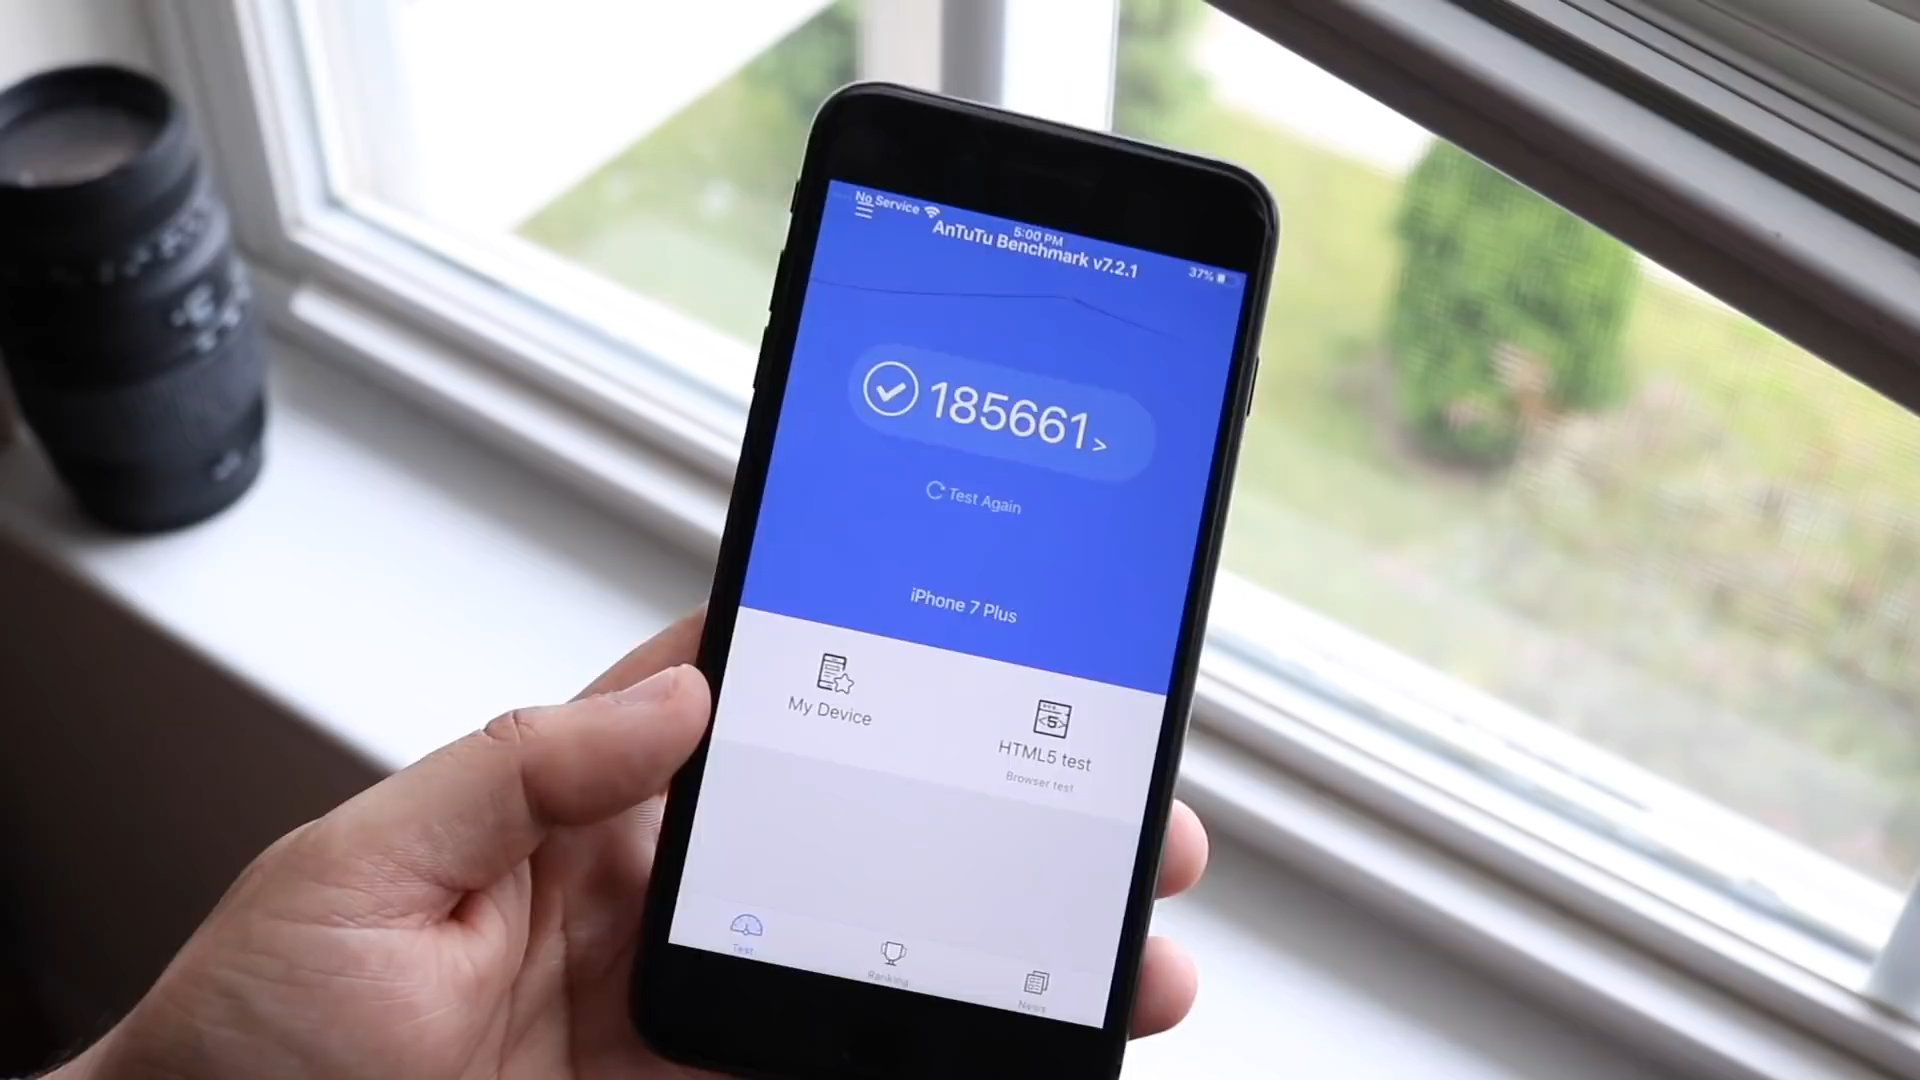 No Service
5:00 PM
37%
AnTuTu Benchmark v7.2.1
185661 >
Test Again
iPhone 7 Plus
My Device
HTML5 test
Browser test
Test
Ranking
News